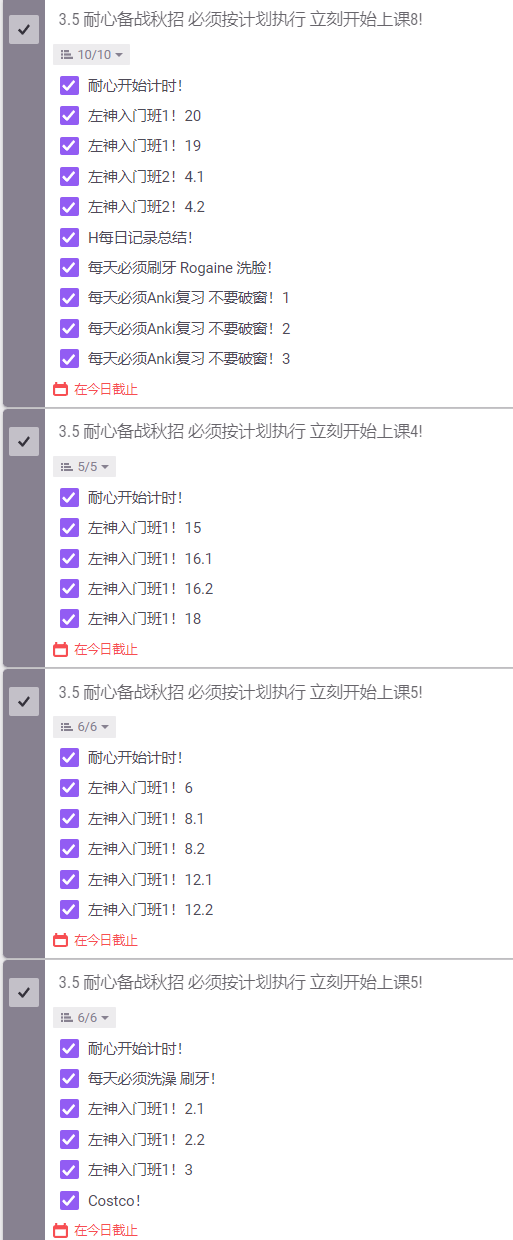 3.5 耐心备战秋招 必须按计划执行 立刻开始上课8!
10/10
耐心开始计时！
左神入门班1！20
左神入门班1！19
左神入门班2！4.1
左神入门班2！4.2
H每日记录总结！
每天必须刷牙 Rogaine 洗脸！
每天必须Anki复习 不要破窗！1
每天必须Anki复习 不要破窗！2
每天必须Anki复习 不要破窗！3
在今日截止
3.5 耐心备战秋招 必须按计划执行 立刻开始上课4!
5/5
耐心开始计时！
左神入门班1！15
左神入门班1！16.1
左神入门班1！16.2
左神入门班1！18
在今日截止
3.5 耐心备战秋招 必须按计划执行 立刻开始上课5!
6/6
耐心开始计时！
左神入门班1！6
左神入门班1！8.1
左神入门班1！8.2
左神入门班1！12.1
左神入门班1！12.2
在今日截止
3.5 耐心备战秋招 必须按计划执行 立刻开始上课5!
6/6
耐心开始计时！
每天必须洗澡 刷牙！
左神入门班1！2.1
左神入门班1！2.2
左神入门班1！3
Costco！
在今日截止